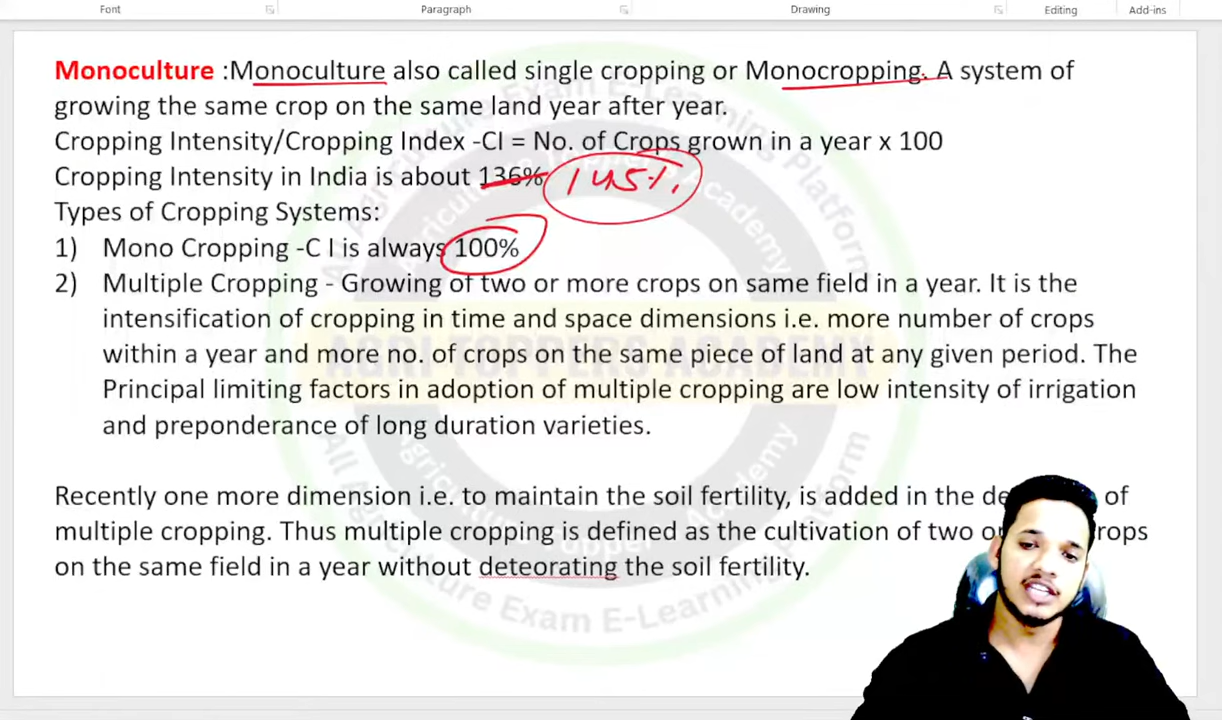 Font Paragraph Drawing Editing Add-ins
Monoculture :Monoculture also called single cropping or Monocropping. A system of
growing the same crop on the same land year after year.
Cropping Intensity/Cropping Index -CI = No. of Crops grown in a year x 100
Cropping Intensity in India is about 136% 145%.
Types of Cropping Systems:
1) Mono Cropping -C I is always 100%
2) Multiple Cropping - Growing of two or more crops on same field in a year. It is the
intensification of cropping in time and space dimensions i.e. more number of crops
within a year and more no. of crops on the same piece of land at any given period. The
Principal limiting factors in adoption of multiple cropping are low intensity of irrigation
and preponderance of long duration varieties.
Recently one more dimension i.e. to maintain the soil fertility, is added in the of
multiple cropping. Thus multiple cropping is defined as the cultivation of two crops
on the same field in a year without deteorating the soil fertility.
AGRI TOPPERS ACADEMY